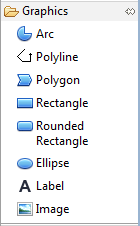 Graphics
Arc
Polyline
Polygon
Rectangle
Rounded
Rectangle
Ellipse
Label
Image